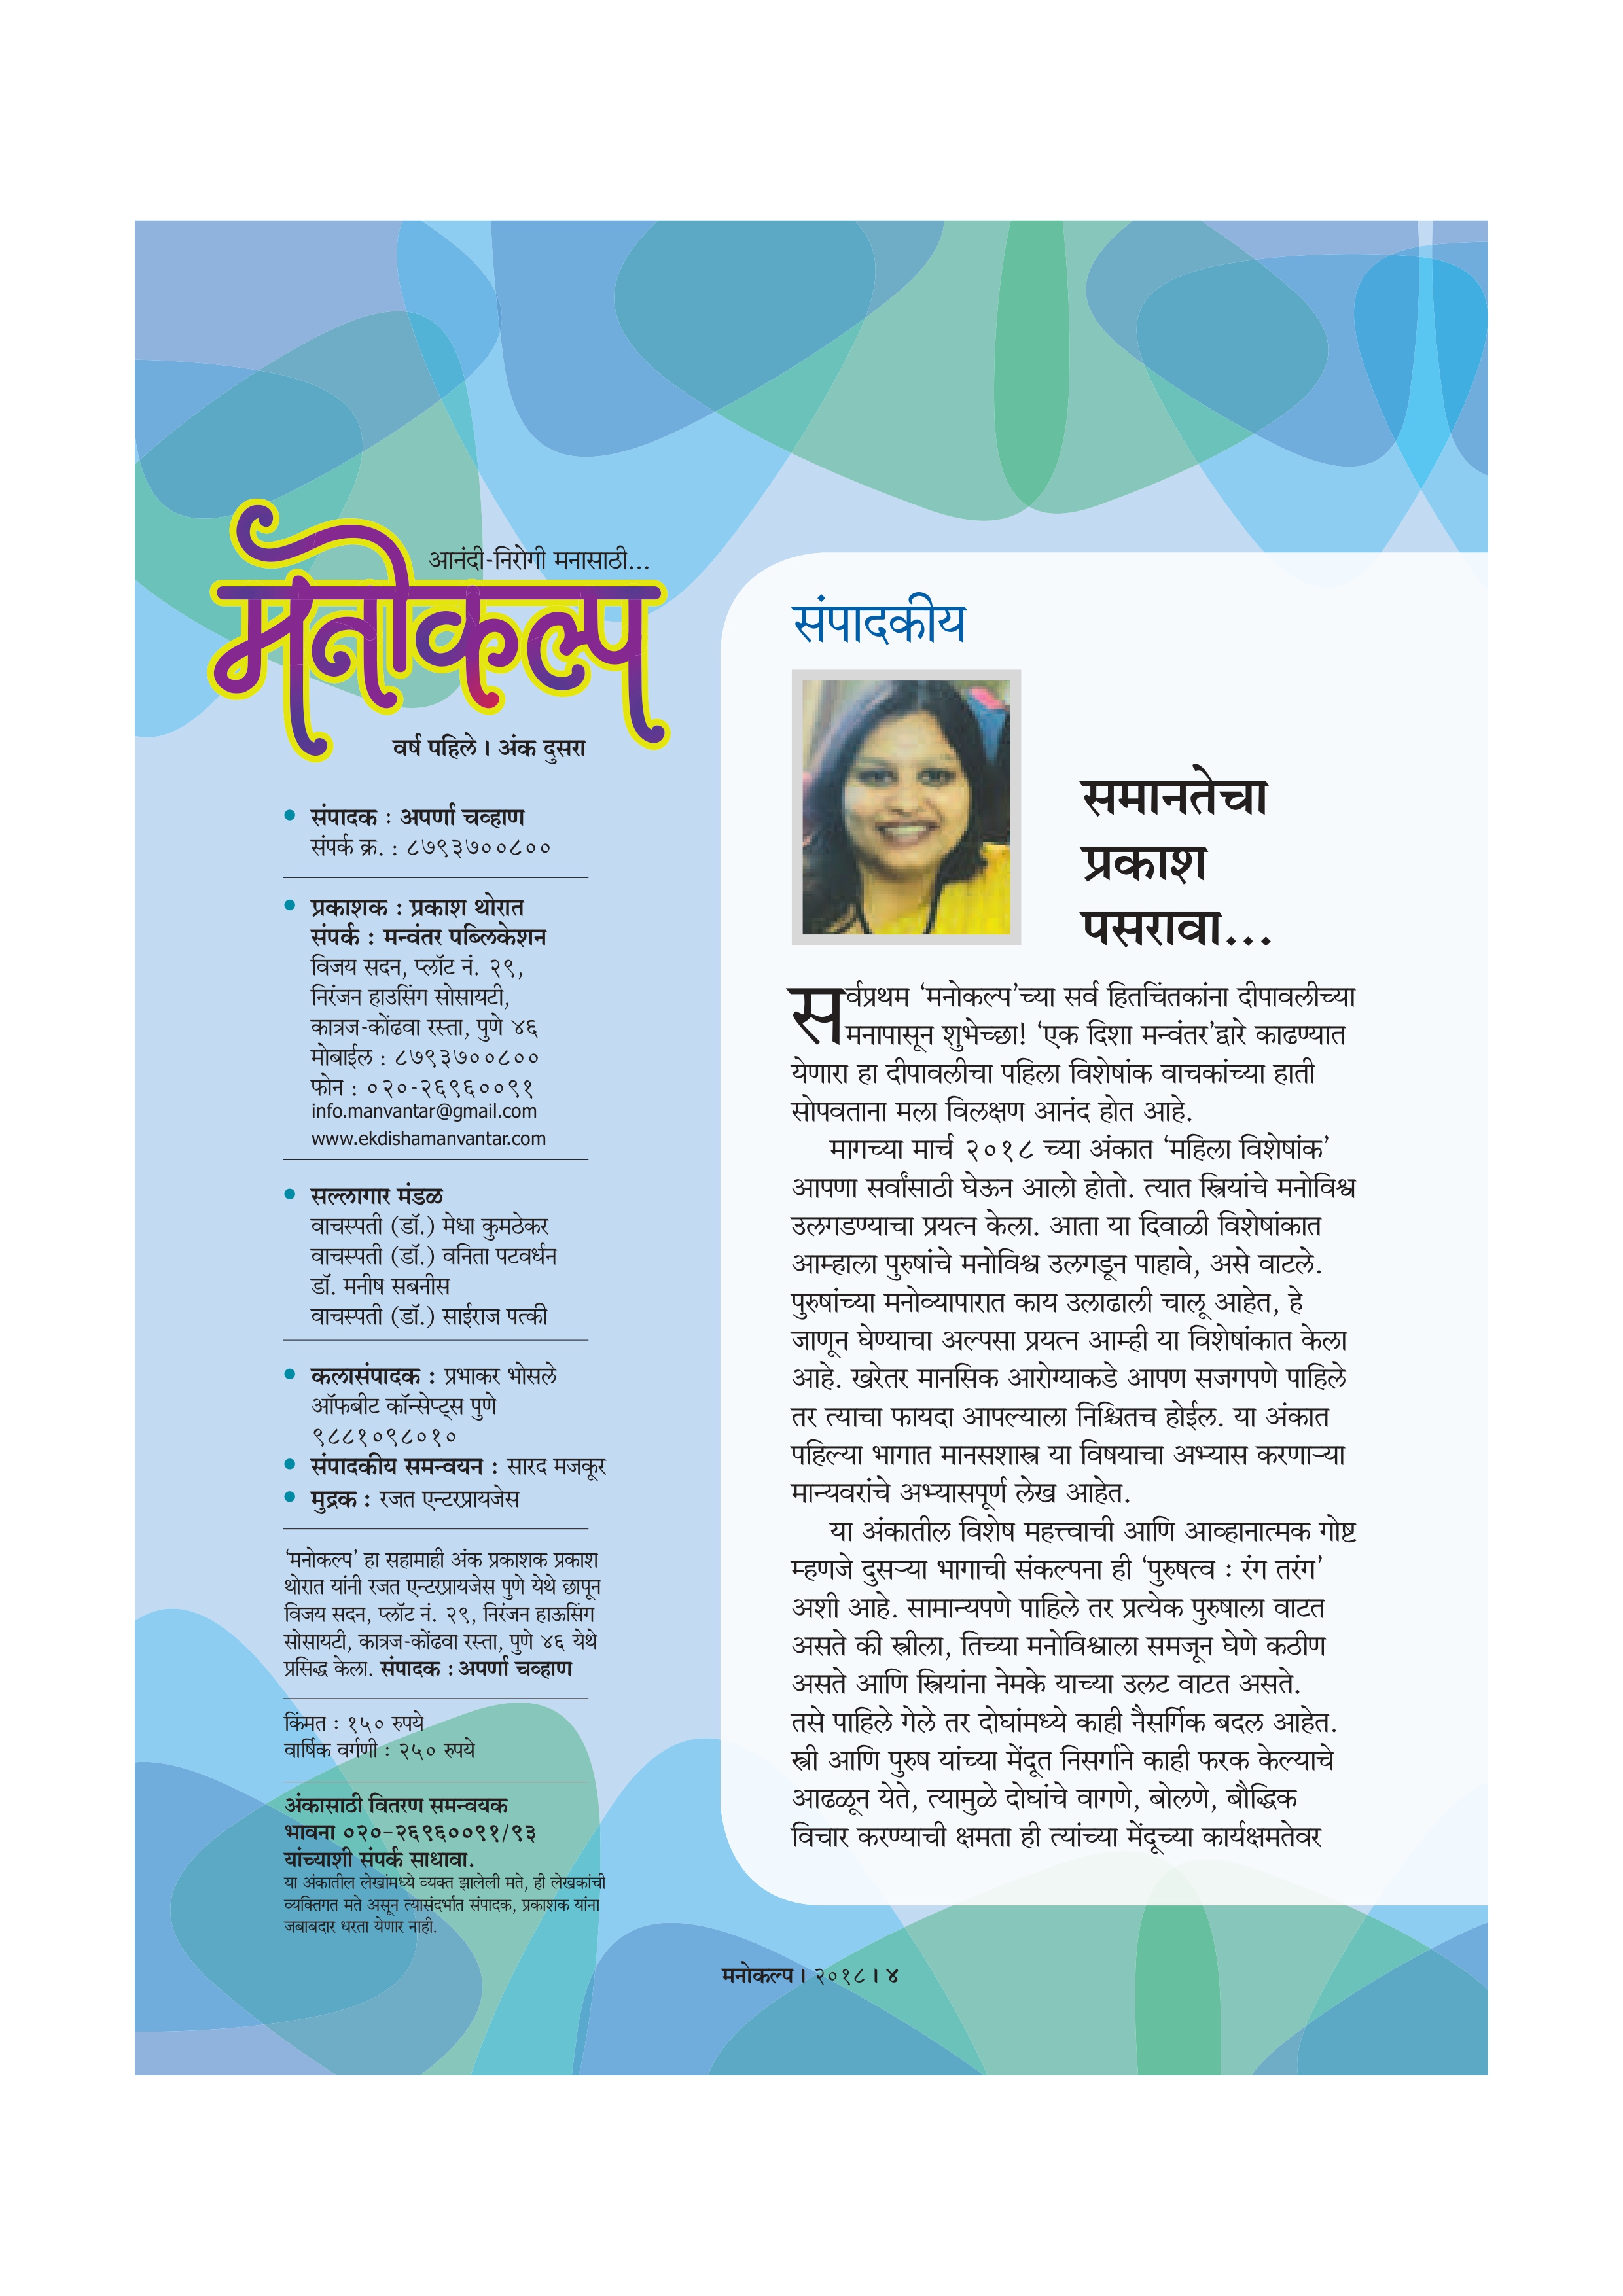 आनंदी-निरोगी मनासाठी...
मनोकल्प
वर्ष पहिले । अंक दुसरा
• संपादक : अपर्णा चव्हाण
संपर्क क्र. : ८७९३७००८००
• प्रकाशक : प्रकाश थोरात
संपर्क : मन्वंतर पब्लिकेशन
विजय सदन, प्लॉट नं. २९,
निरंजन हाउसिंग सोसायटी,
कात्रज-कोंढवा रस्ता, पुणे ४६
मोबाईल : ८७९३७००८००
फोन : ०२०-२६९६००९१
info.manvantar@gmail.com
www.ekdishamanvantar.com
• सल्लागार मंडळ
वाचस्पती (डॉ.) मेधा कुमठेकर
वाचस्पती (डॉ.) वनिता पटवर्धन
डॉ. मनीष सबनीस
वाचस्पती (डॉ.) साईराज पत्की
• कलासंपादक : प्रभाकर भोसले
ऑफबीट कॉन्सेप्ट्स पुणे
९८८१०९८०१०
• संपादकीय समन्वयन : सारद मजकूर
• मुद्रक : रजत एन्टरप्रायजेस
‘मनोकल्प’ हा सहामाही अंक प्रकाशक प्रकाश
थोरात यांनी रजत एन्टरप्रायजेस पुणे येथे छापून
विजय सदन, प्लॉट नं. २९, निरंजन हाऊसिंग
सोसायटी, कात्रज-कोंढवा रस्ता, पुणे ४६ येथे
प्रसिद्ध केला. संपादक : अपर्णा चव्हाण
किंमत : १५० रुपये
वार्षिक वर्गणी : २५० रुपये
अंकासाठी वितरण समन्वयक
भावना ०२०-२६९६००९१/९३
यांच्याशी संपर्क साधावा.
या अंकातील लेखांमध्ये व्यक्त झालेली मते, ही लेखकांची
व्यक्तिगत मते असून त्यासंदर्भात संपादक, प्रकाशक यांना
जबाबदार धरता येणार नाही.
संपादकीय
समानतेचा
प्रकाश
पसरावा...
सर्वप्रथम ‘मनोकल्प’च्या सर्व हितचिंतकांना दीपावलीच्या
मनापासून शुभेच्छा! ‘एक दिशा मन्वंतर’द्वारे काढण्यात
येणारा हा दीपावलीचा पहिला विशेषांक वाचकांच्या हाती
सोपवताना मला विलक्षण आनंद होत आहे.
मागच्या मार्च २०१८ च्या अंकात ‘महिला विशेषांक’
आपणा सर्वांसाठी घेऊन आलो होतो. त्यात स्त्रियांचे मनोविश्व
उलगडण्याचा प्रयत्न केला. आता या दिवाळी विशेषांकात
आम्हाला पुरुषांचे मनोविश्व उलगडून पाहावे, असे वाटले.
पुरुषांच्या मनोव्यापारात काय उलाढाली चालू आहेत, हे
जाणून घेण्याचा अल्पसा प्रयत्न आम्ही या विशेषांकात केला
आहे. खरेतर मानसिक आरोग्याकडे आपण सजगपणे पाहिले
तर त्याचा फायदा आपल्याला निश्चितच होईल. या अंकात
पहिल्या भागात मानसशास्त्र या विषयाचा अभ्यास करणाऱ्या
मान्यवरांचे अभ्यासपूर्ण लेख आहेत.
या अंकातील विशेष महत्त्वाची आणि आव्हानात्मक गोष्ट
म्हणजे दुसऱ्या भागाची संकल्पना ही ‘पुरुषत्व : रंग तरंग’
अशी आहे. सामान्यपणे पाहिले तर प्रत्येक पुरुषाला वाटत
असते की स्त्रीला, तिच्या मनोविश्वाला समजून घेणे कठीण
असते आणि स्त्रियांना नेमके याच्या उलट वाटत असते.
तसे पाहिले गेले तर दोघांमध्ये काही नैसर्गिक बदल आहेत.
स्त्री आणि पुरुष यांच्या मेंदूत निसर्गाने काही फरक केल्याचे
आढळून येते, त्यामुळे दोघांचे वागणे, बोलणे, बौद्धिक
विचार करण्याची क्षमता ही त्यांच्या मेंदूच्या कार्यक्षमतेवर
मनोकल्प । २०१८ । ४